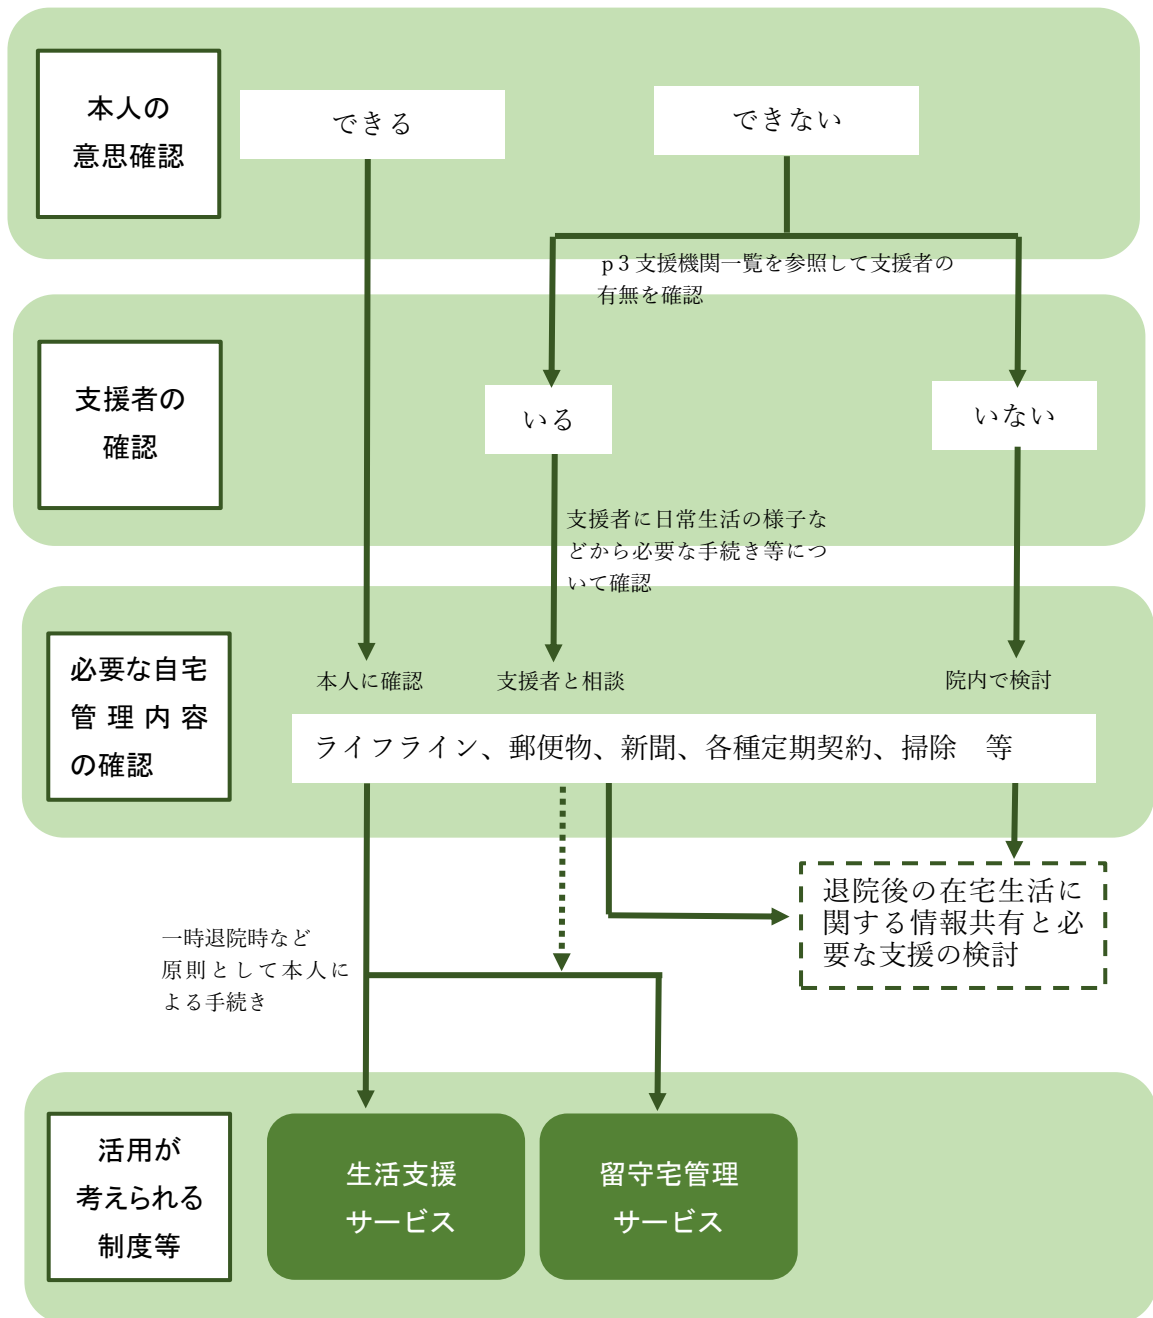 本人の
意思確認
できる
できない
p３支援機関一覧を参照して支援者の
有無を確認
支援者の
確認
いる
いない
支援者に日常生活の様子な
どから必要な手続き等につ
いて確認
必要な自宅
管理内容
の確認
本人に確認
支援者と相談
院内で検討
ライフライン、郵便物、新聞、各種定期契約、掃除　等
退院後の在宅生活に
関する情報共有と必
要な支援の検討
一時退院時など
原則として本人に
よる手続き
活用が
考えられる
制度等
生活支援
サービス
留守宅管理
サービス